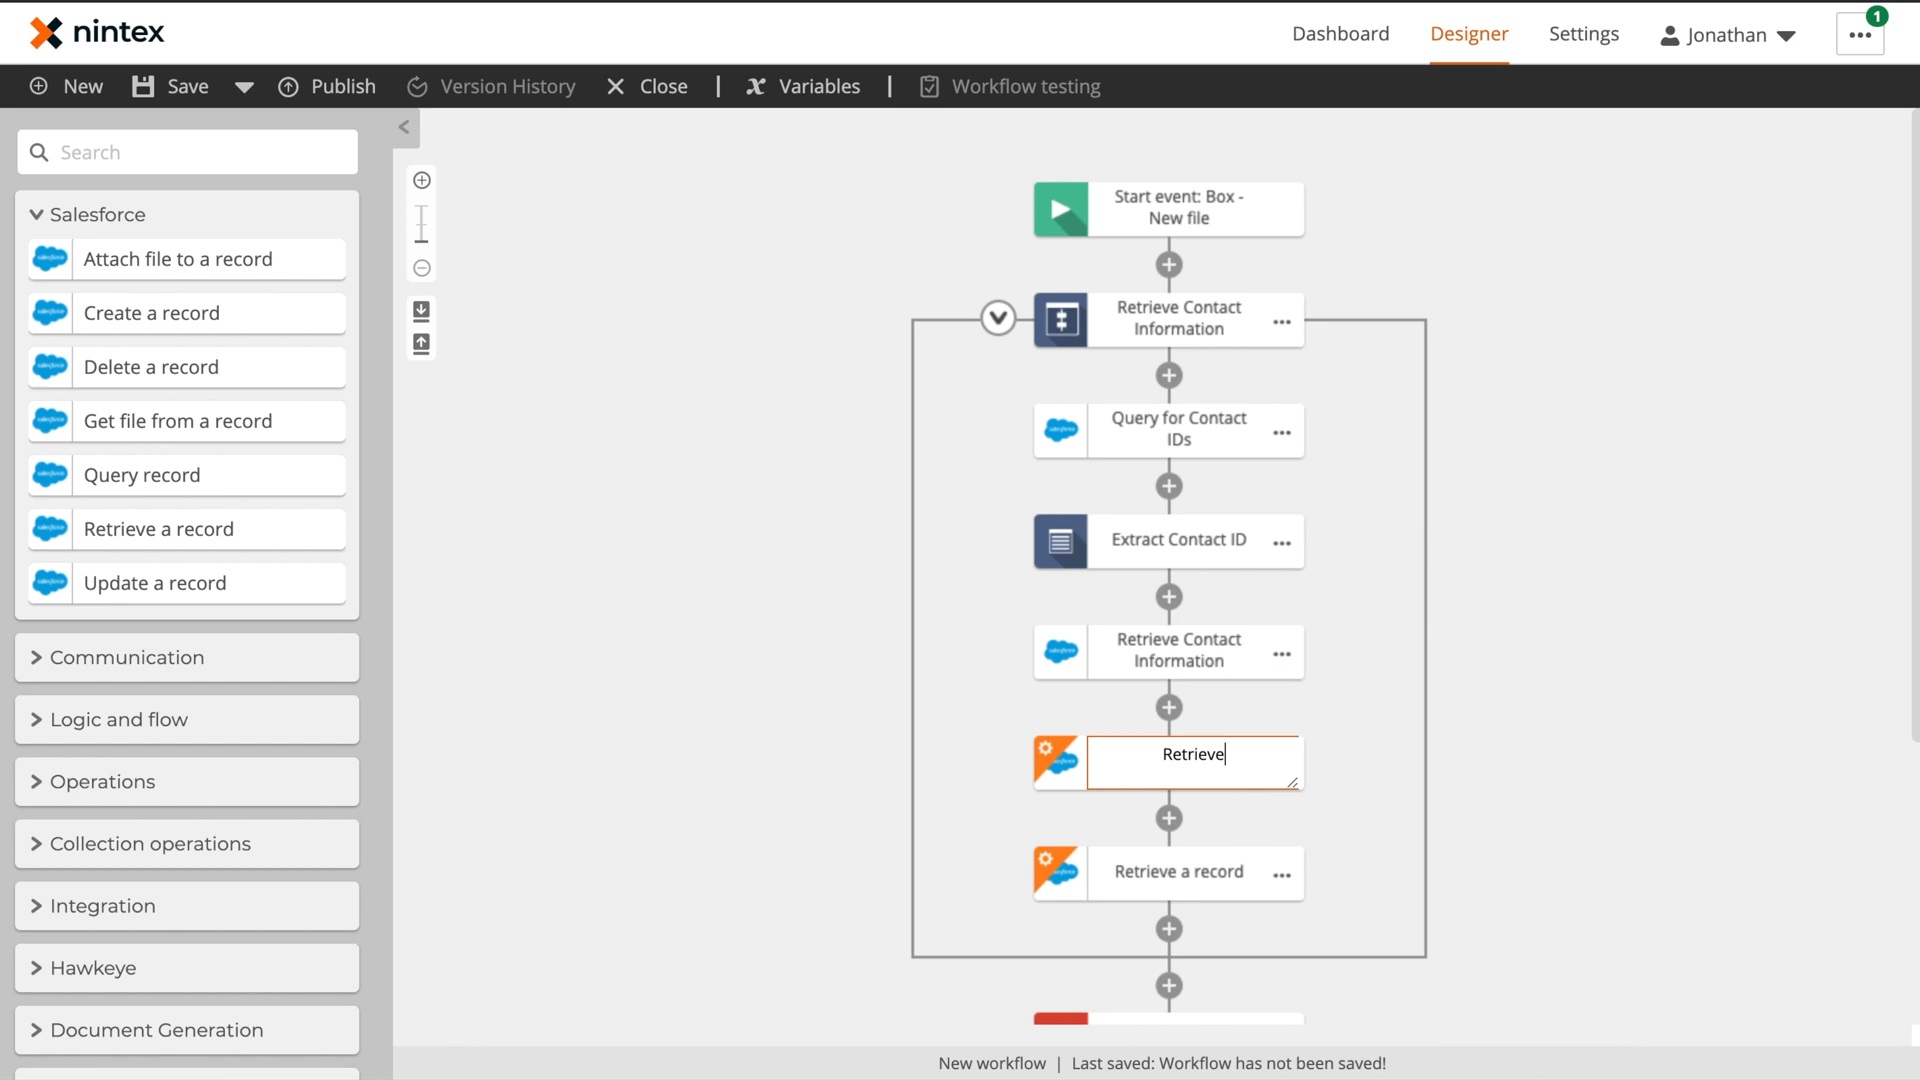 nintex
Dashboard
Designer
Settings
Jonathan
1
New
Save
Publish
Version History
Close
|
Variables
|
Workflow testing
Search
Salesforce
Attach file to a record
Create a record
Delete a record
Get file from a record
Query record
Retrieve a record
Update a record
Communication
Logic and flow
Operations
Collection operations
Integration
Hawkeye
Document Generation
Start event: Box -
New file
Retrieve Contact
Information
Query for Contact
IDs
Extract Contact ID
Retrieve Contact
Information
Retrieve
Retrieve a record
New workflow | Last saved: Workflow has not been saved!